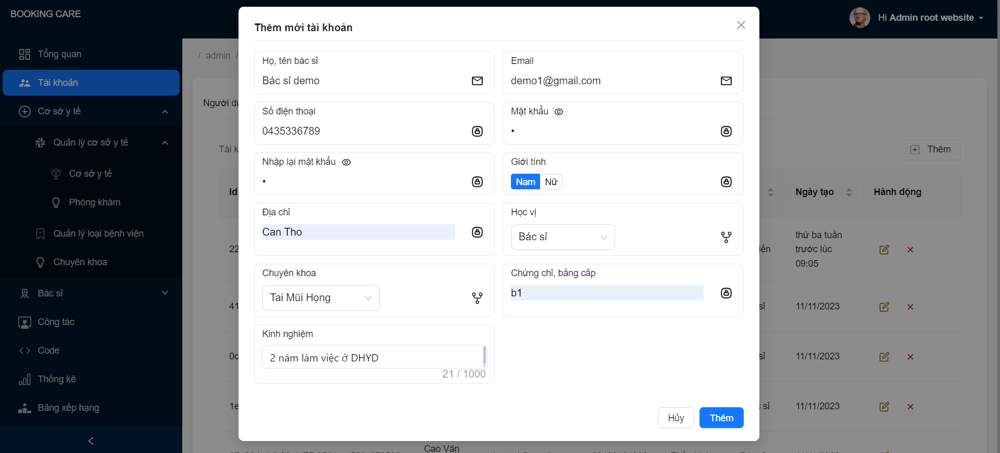 BOOKING CARE
Hi Admin root website
Tổng quan
Tài khoản
Cơ sở y tế
Quản lý cơ sở y tế
Cơ sở y tế
Phòng khám
Quản lý loại bệnh viện
Chuyên khoa
Bác sĩ
Công tác
Code
Thống kê
Bảng xếp hạng
/ admin /
Người
Tài
Thêm
Id
Ngày tạo
Hành động
22
thứ ba tuần
trước lúc
09:05
41
sĩ
11/11/2023
sĩ
11/11/2023
1e
sĩ
11/11/2023
Cao Văn
Thêm mới tài khoản
Họ, tên bác sĩ
Bác sĩ demo
Email
demo1@gmail.com
Số điện thoại
0435336789
Mật khẩu
•
Nhập lại mật khẩu
•
Giới tính
Nam Nữ
Địa chỉ
Can Tho
Học vị
Bác sĩ
Chuyên khoa
Tai Mũi Họng
Chứng chỉ, bằng cấp
b1
Kinh nghiệm
2 năm làm việc ở DHYD
21 / 1000
Hủy
Thêm